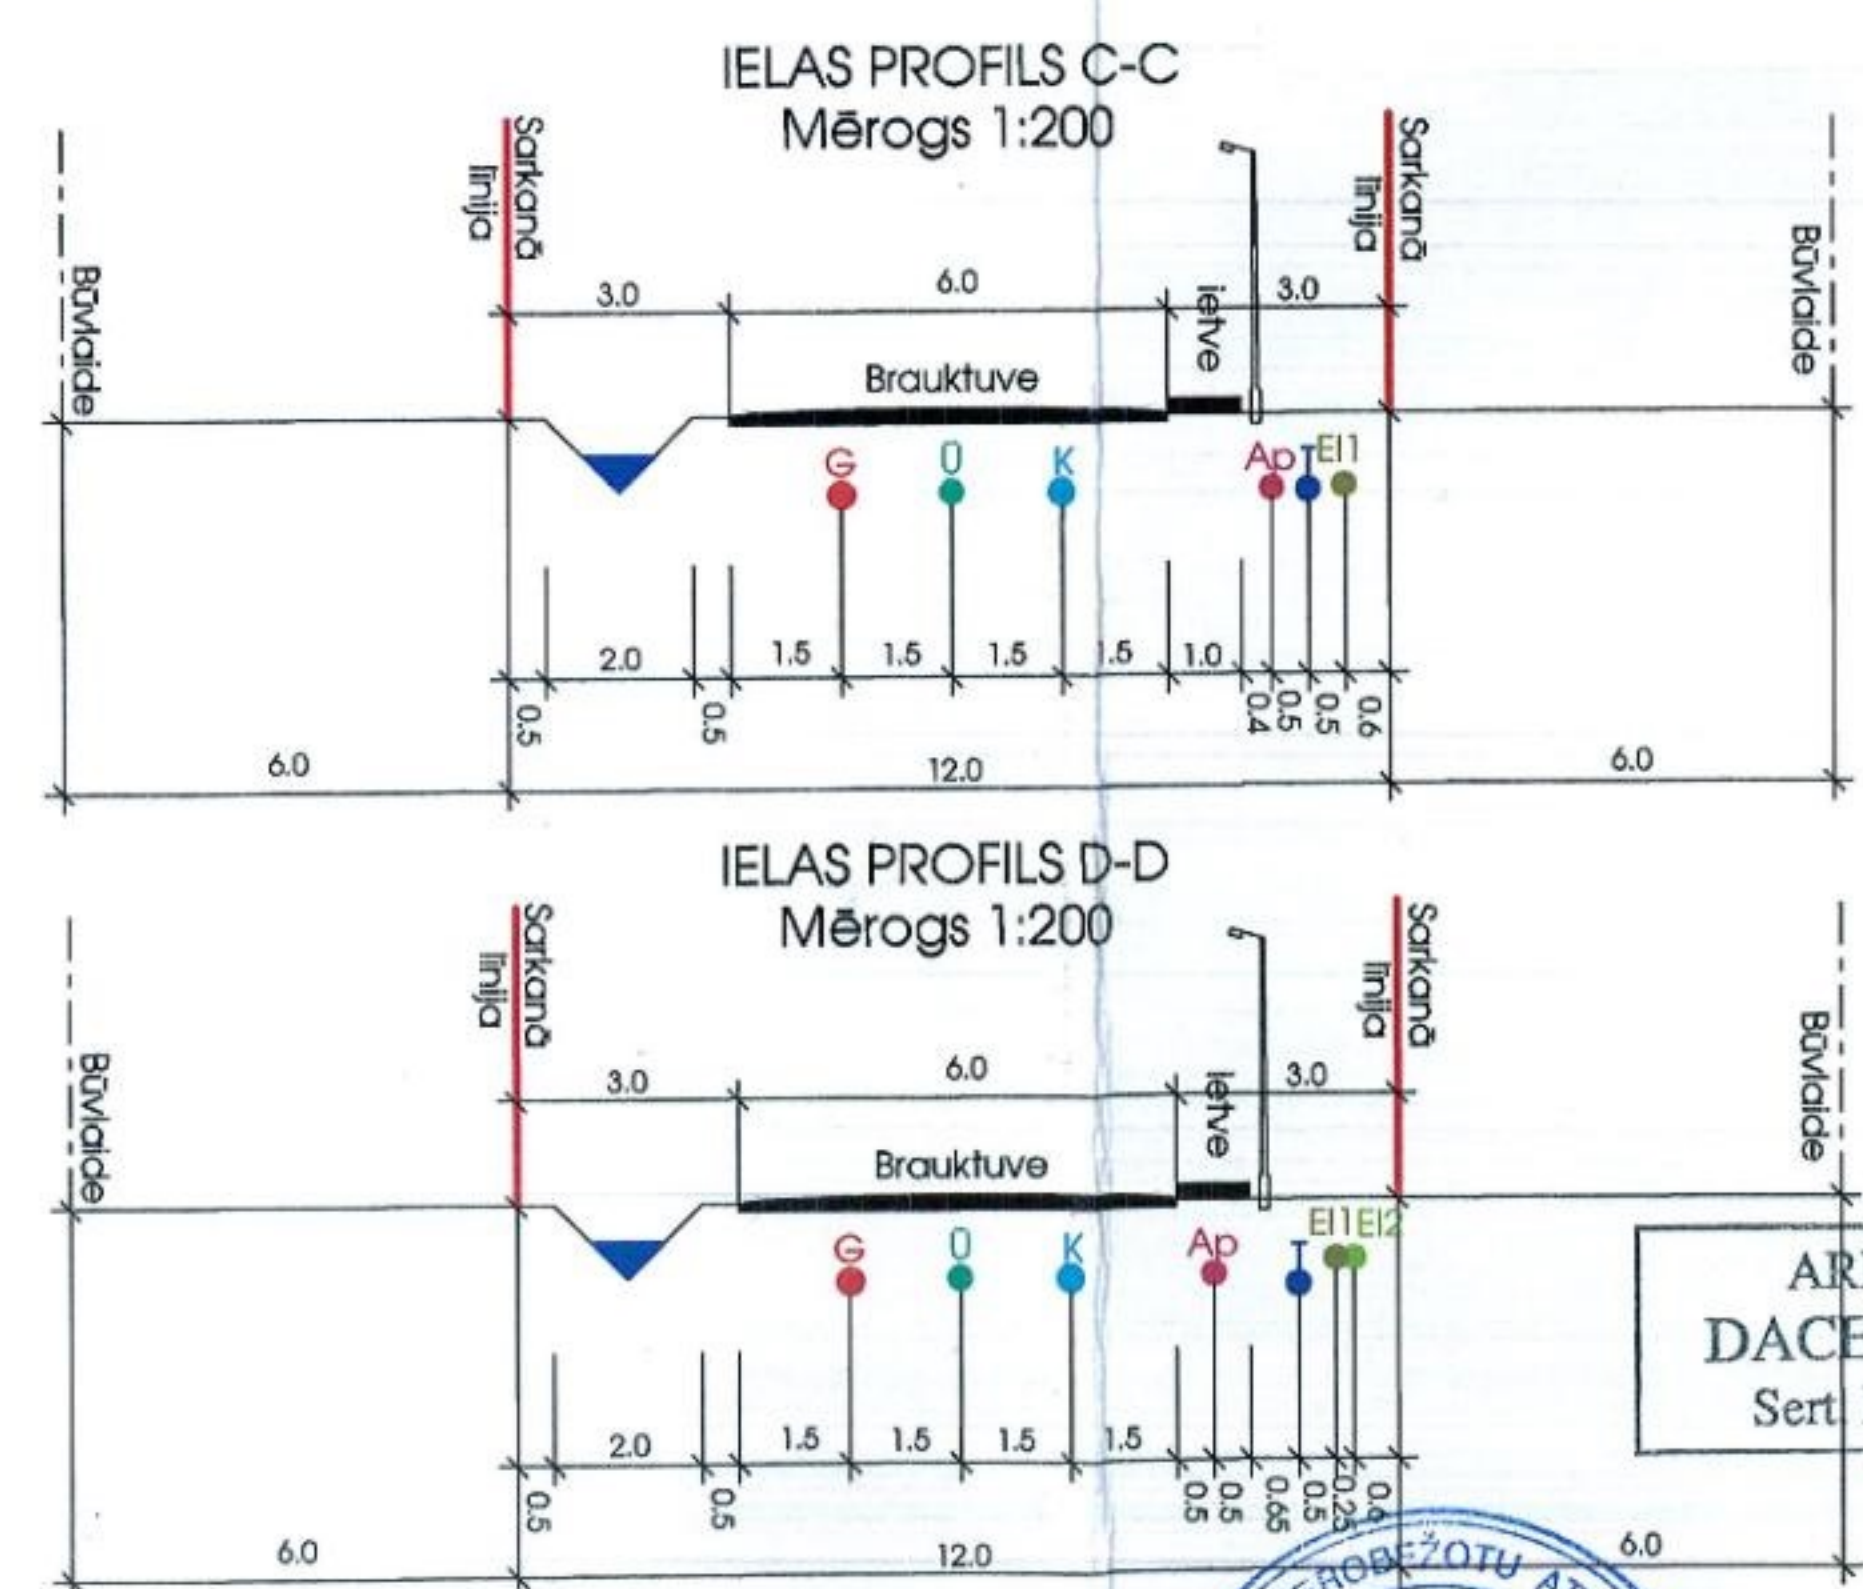 IELAS PROFILS C-C
Mērogs 1:200
Būvlaide
Sarkanā
līnija
Sarkanā
līnija
Būvlaide
3.0
6.0
ietve
3.0
Brauktuve
G
Ū
K
Ap
T
El1
2.0
1.5
1.5
1.5
1.5
1.0
0.5
0.5
0.4
0.5
0.5
0.6
6.0
12.0
6.0
IELAS PROFILS D-D
Mērogs 1:200
Būvlaide
Sarkanā
līnija
Sarkanā
līnija
Būvlaide
3.0
6.0
Ietve
3.0
Brauktuve
G
Ū
K
Ap
T
El1
El2
2.0
1.5
1.5
1.5
1.5
0.5
0.5
0.5
0.5
0.65
0.5
0.25
0.6
6.0
12.0
6.0
DACE
Sert.